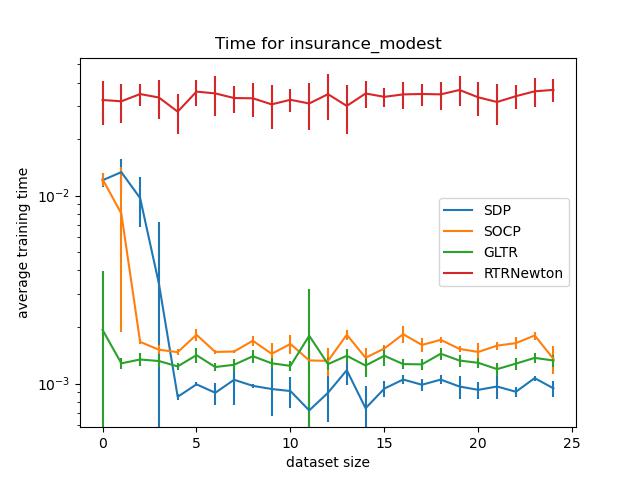 Time for insurance_modest
average training time
10⁻²
10⁻³
SDP
SOCP
GLTR
RTRNewton
0
5
10
15
20
25
dataset size